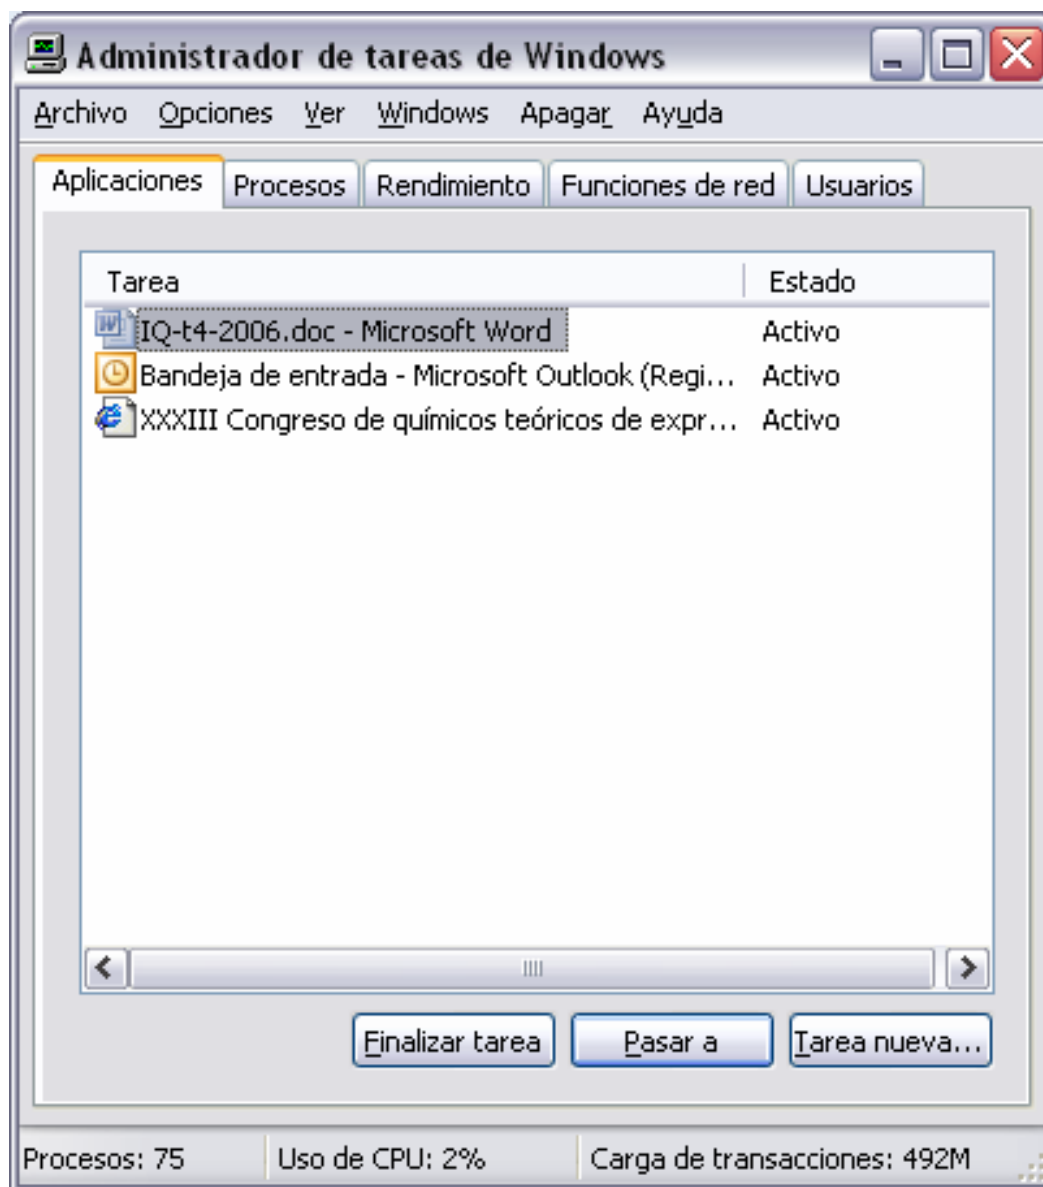 Administrador de tareas de Windows
Archivo Opciones Ver Windows Apagar Ayuda
Aplicaciones Procesos Rendimiento Funciones de red Usuarios
Tarea Estado
IQ-t4-2006.doc - Microsoft Word Activo
Bandeja de entrada - Microsoft Outlook (Regi... Activo
XXXIII Congreso de químicos teóricos de expr... Activo
Finalizar tarea Pasar a Tarea nueva...
Procesos: 75 Uso de CPU: 2% Carga de transacciones: 492M